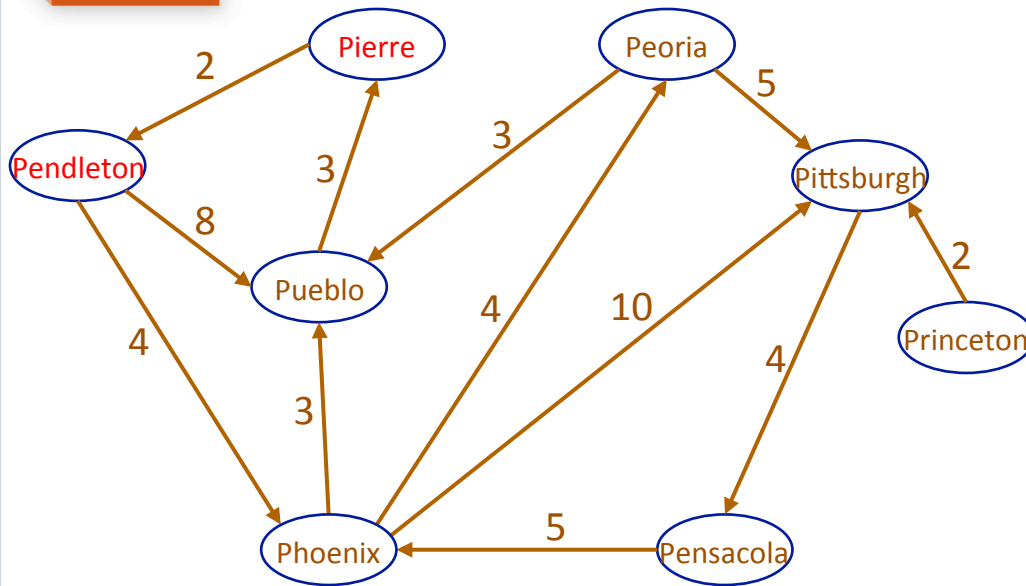 Pierre
Peoria
2
5
3
Pendleton
3
Pittsburgh
8
2
Pueblo
4
10
4
Princeton
4
3
5
Phoenix
Pensacola